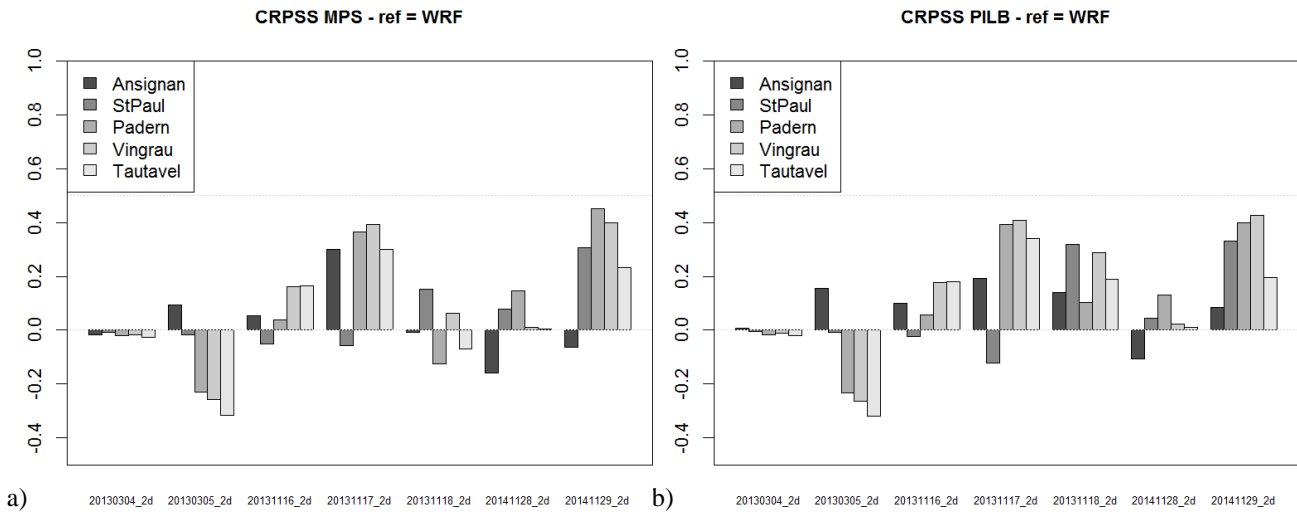 CRPSS MPS - ref = WRF
1.0
0.8
0.6
0.4
0.2
0.0
-0.2
-0.4
Ansignan
StPaul
Padern
Vingrau
Tautavel
a)
20130304_2d 20130305_2d 20131116_2d 20131117_2d 20131118_2d 20141128_2d 20141129_2d
CRPSS PILB - ref = WRF
1.0
0.8
0.6
0.4
0.2
0.0
-0.2
-0.4
Ansignan
StPaul
Padern
Vingrau
Tautavel
b)
20130304_2d 20130305_2d 20131116_2d 20131117_2d 20131118_2d 20141128_2d 20141129_2d